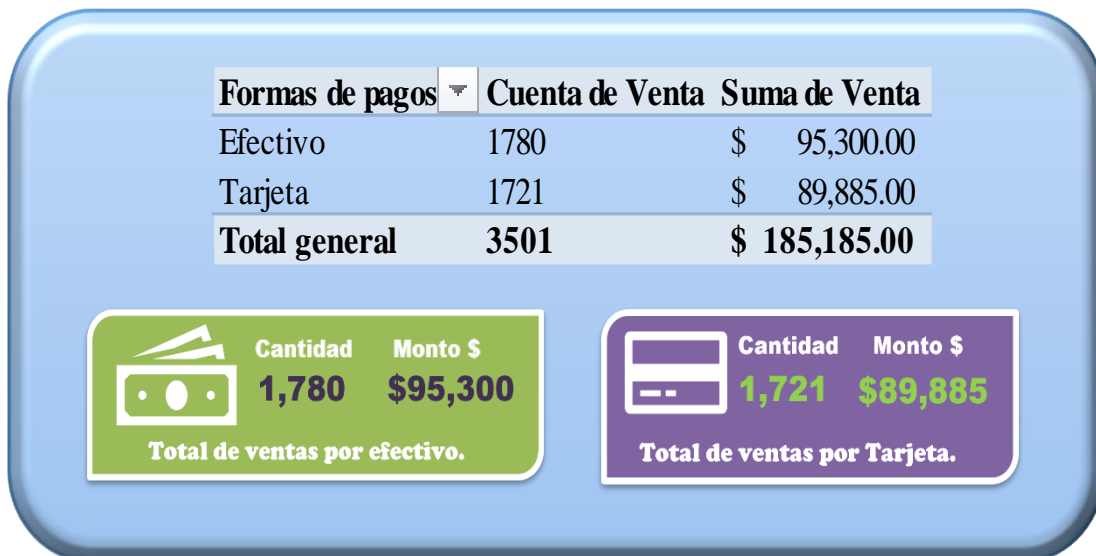 Formas de pagos Cuenta de Venta Suma de Venta
Efectivo 1780 $ 95,300.00
Tarjeta 1721 $ 89,885.00
Total general 3501 $ 185,185.00
Cantidad Monto $
1,780 $95,300
Total de ventas por efectivo.
Cantidad Monto $
1,721 $89,885
Total de ventas por Tarjeta.